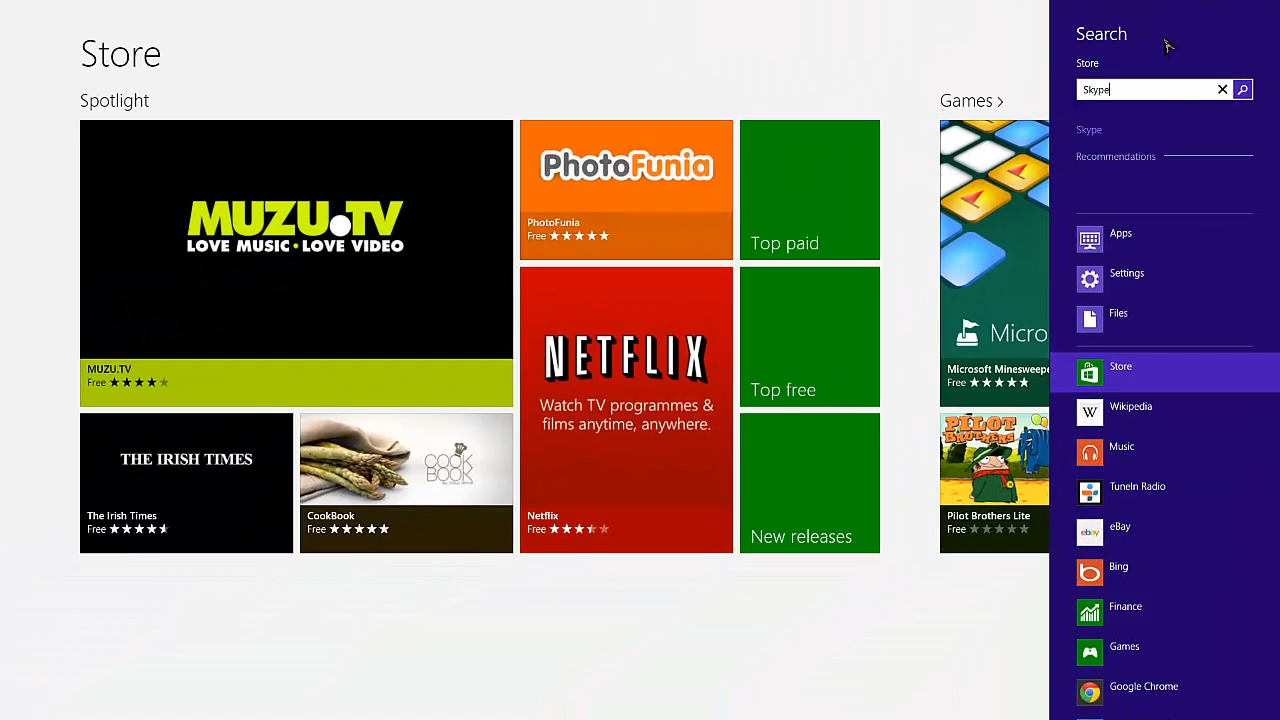 Store
Spotlight
MUZU.TV
LOVE MUSIC • LOVE VIDEO
MUZU.TV
Free
PhotoFunia
PhotoFunia
Free
Top paid
NETFLIX
Watch TV programmes &
films anytime, anywhere.
Netflix
Free
Top free
New releases
THE IRISH TIMES
The Irish Times
Free
COOK
BOOK
CookBook
Free
Games >
Micro
Microsoft Minesweepe
Free
PILOT
BROTHERS
Pilot Brothers Lite
Free
Search
Store
Skype
Skype
Recommendations
Apps
Settings
Files
Store
W
Wikipedia
Music
TuneIn Radio
ebay
eBay
b
Bing
Finance
Games
Google Chrome